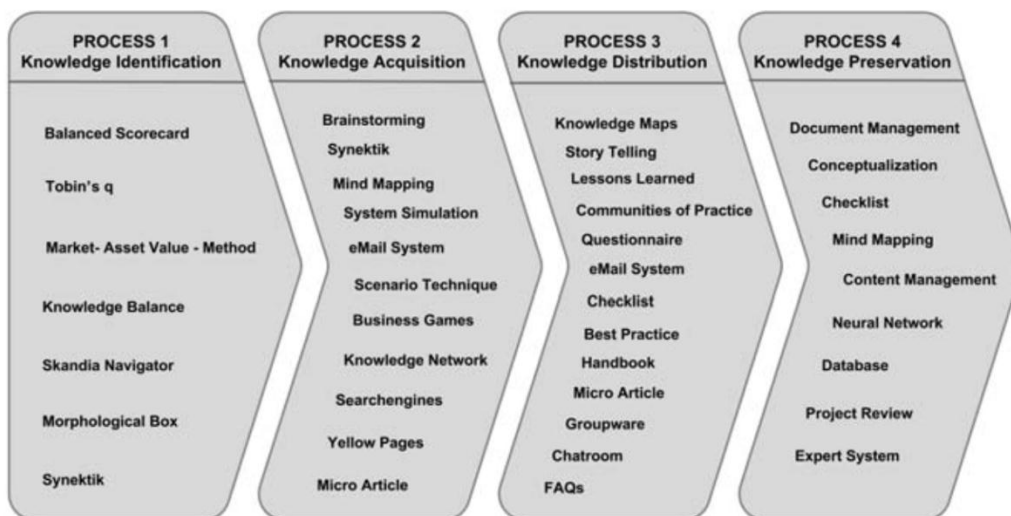 PROCESS 1
Knowledge Identification
Balanced Scorecard
Tobin's q
Market- Asset Value - Method
Knowledge Balance
Skandia Navigator
Morphological Box
Synektik
PROCESS 2
Knowledge Acquisition
Brainstorming
Synektik
Mind Mapping
System Simulation
eMail System
Scenario Technique
Business Games
Knowledge Network
Searchengines
Yellow Pages
Micro Article
PROCESS 3
Knowledge Distribution
Knowledge Maps
Story Telling
Lessons Learned
Communities of Practice
Questionnaire
eMail System
Checklist
Best Practice
Handbook
Micro Article
Groupware
Chatroom
FAQs
PROCESS 4
Knowledge Preservation
Document Management
Conceptualization
Checklist
Mind Mapping
Content Management
Neural Network
Database
Project Review
Expert System